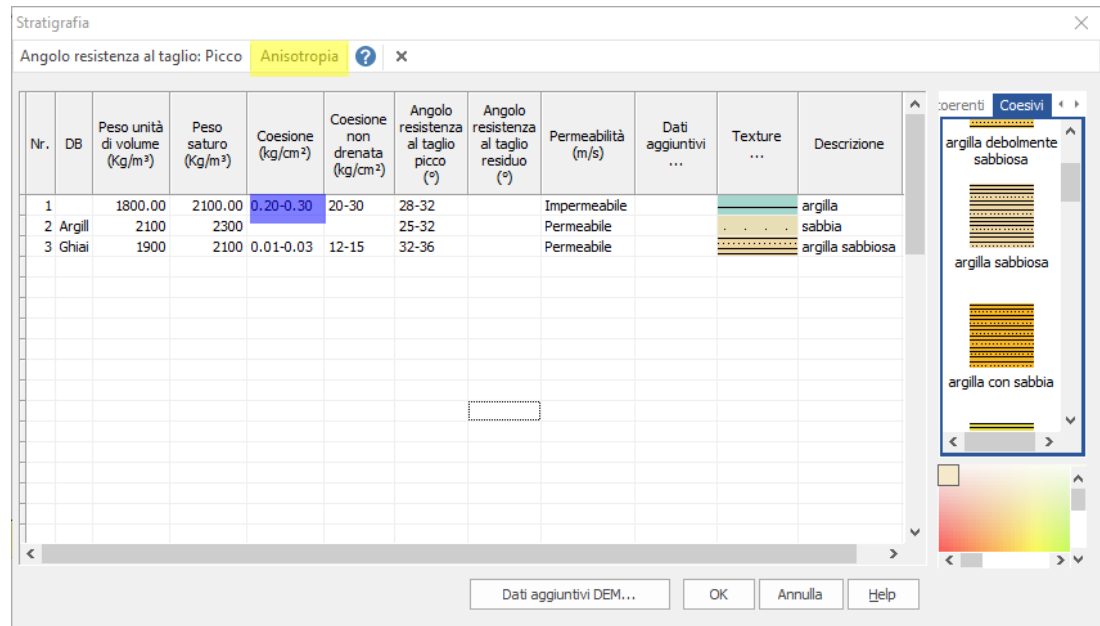 Stratigrafia
Angolo resistenza al taglio: Picco Anisotropia ? ×
Nr. DB Peso unità di volume (Kg/m³) Peso saturo (Kg/m³) Coesione (kg/cm²) Coesione non drenata (kg/cm²) Angolo resistenza al taglio picco (°) Angolo resistenza al taglio residuo (°) Permeabilità (m/s) Dati aggiuntivi ... Texture ... Descrizione
1 1800.00 2100.00 0.20-0.30 20-30 28-32 Impermeabile argilla
2 Argill 2100 2300 25-32 Permeabile sabbia
3 Ghiai 1900 2100 0.01-0.03 12-15 32-36 Permeabile argilla sabbiosa
oerenti Coesivi
argilla debolmente
sabbiosa
argilla sabbiosa
argilla con sabbia
Dati aggiuntivi DEM... OK Annulla Help